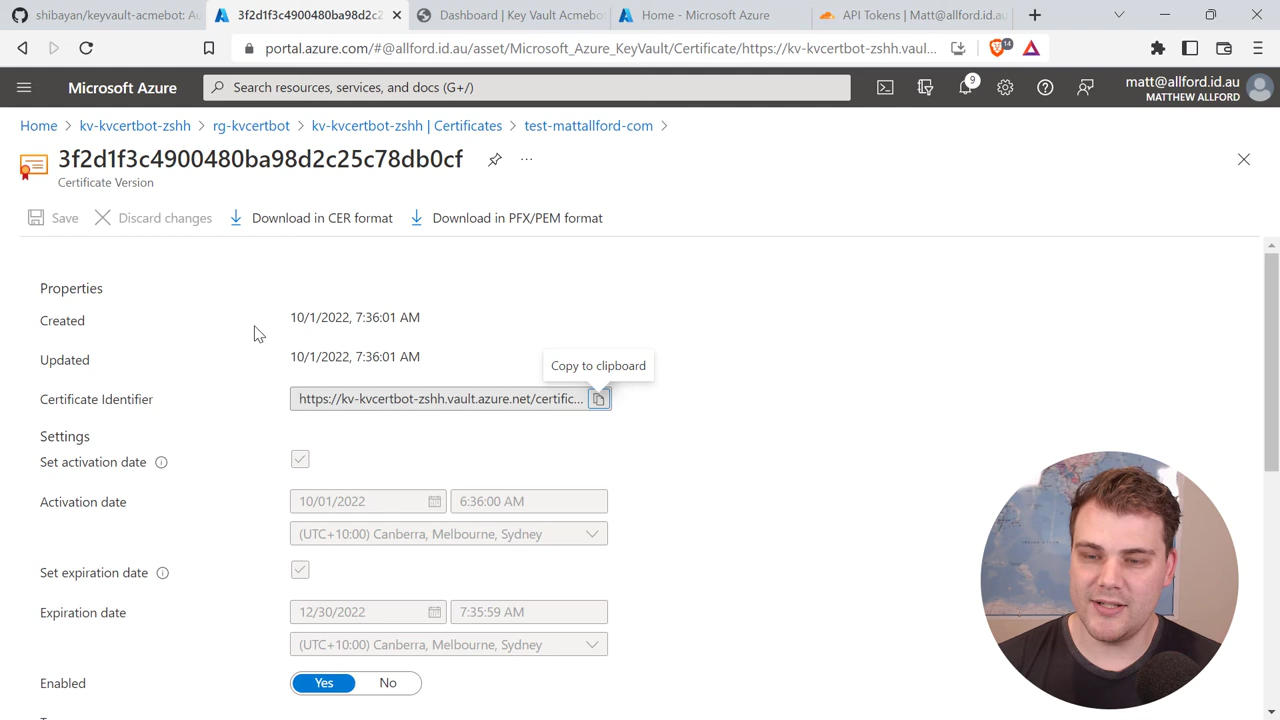 shibayan/keyvault-acmebot: Au
3f2d1f3c4900480ba98d2c2
Dashboard | Key Vault Acmebot
Home - Microsoft Azure
API Tokens | Matt@allford.id.au
portal.azure.com/#@allford.id.au/asset/Microsoft_Azure_KeyVault/Certificate/https://kv-kvcertbot-zshh.vaul...
14
Microsoft Azure
Search resources, services, and docs (G+/)
9
matt@allford.id.au
MATTHEW ALLFORD
Home > kv-kvcertbot-zshh > rg-kvcertbot > kv-kvcertbot-zshh | Certificates > test-mattallford-com >
3f2d1f3c4900480ba98d2c25c78db0cf
...
Certificate Version
Save
Discard changes
Download in CER format
Download in PFX/PEM format
Properties
Created
10/1/2022, 7:36:01 AM
Updated
10/1/2022, 7:36:01 AM
Copy to clipboard
Certificate Identifier
https://kv-kvcertbot-zshh.vault.azure.net/certific...
Settings
Set activation date
Activation date
10/01/2022
6:36:00 AM
(UTC+10:00) Canberra, Melbourne, Sydney
Set expiration date
Expiration date
12/30/2022
7:35:59 AM
(UTC+10:00) Canberra, Melbourne, Sydney
Enabled
Yes
No